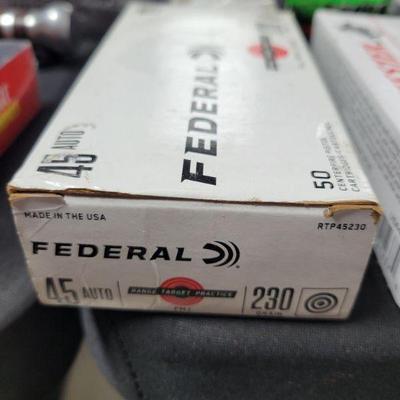 45 AUTO
FEDERAL
50
CENTERFIRE PISTOL
MADE IN THE USA
RTP45230
FEDERAL
45 AUTO
RANGE. TARGET. PRACTICE.
FMJ
230
GRAIN